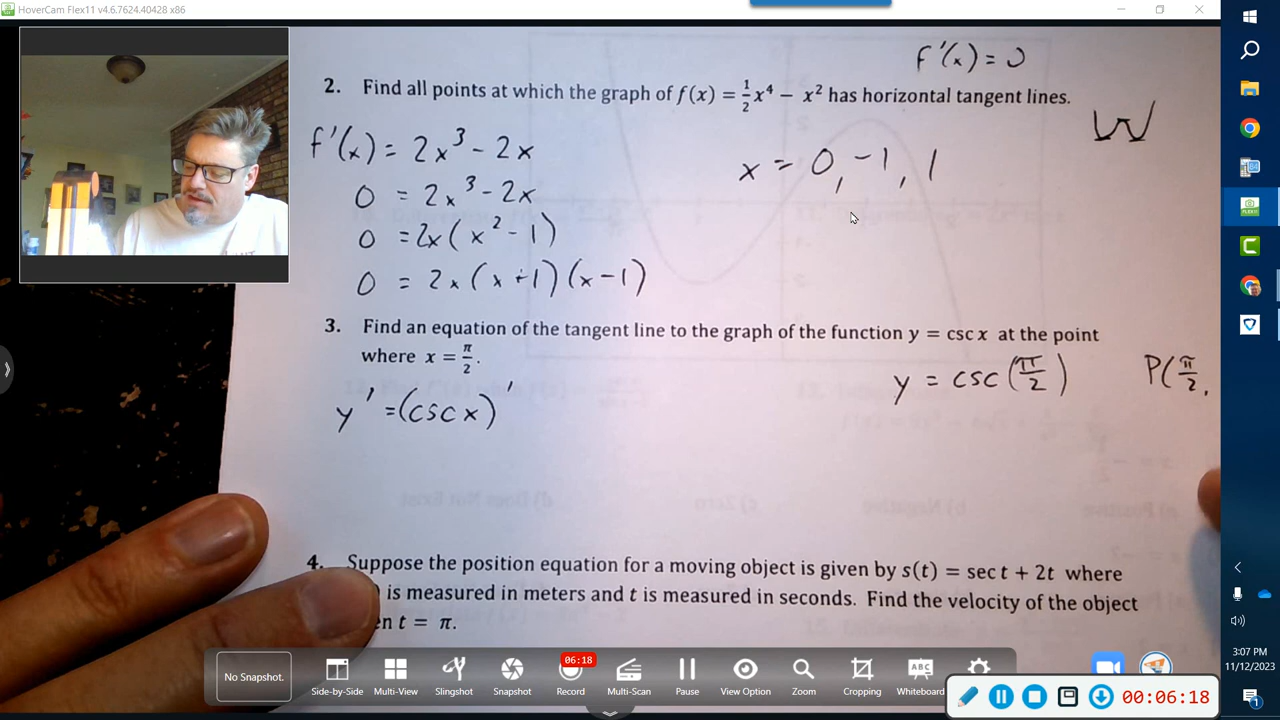 HoverCam Flex11 v4.6.7624.40428 x86
f'(x) = 0
2. Find all points at which the graph of f(x) = 1/2 x⁴ − x² has horizontal tangent lines.
W
f'(x) = 2x³ - 2x
x = 0, -1, 1
0 = 2x³ - 2x
0 = 2x(x² - 1)
0 = 2x(x+1)(x-1)
3. Find an equation of the tangent line to the graph of the function y = csc x at the point
where x = π/2.
y = csc(π/2)
P(π/2,
y' = (csc x)'
4. Suppose the position equation for a moving object is given by s(t) = sec t + 2t where
is measured in meters and t is measured in seconds. Find the velocity of the object
en t = π.
No Snapshot.
Side-by-Side
Multi-View
Slingshot
Snapshot
06:18
Record
Multi-Scan
Pause
View Option
Zoom
Cropping
ABC
Whiteboard
00:06:18
FLEX11
3:07 PM
11/12/2023
1